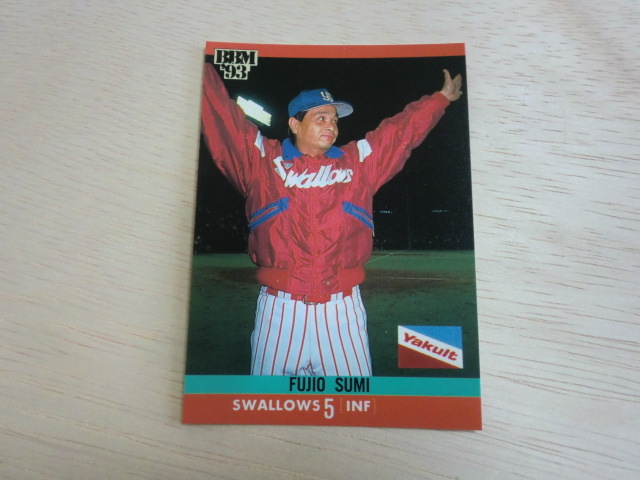 BBM
'93
Swallows
Yakult
FUJIO SUMI
SWALLOWS 5 INF